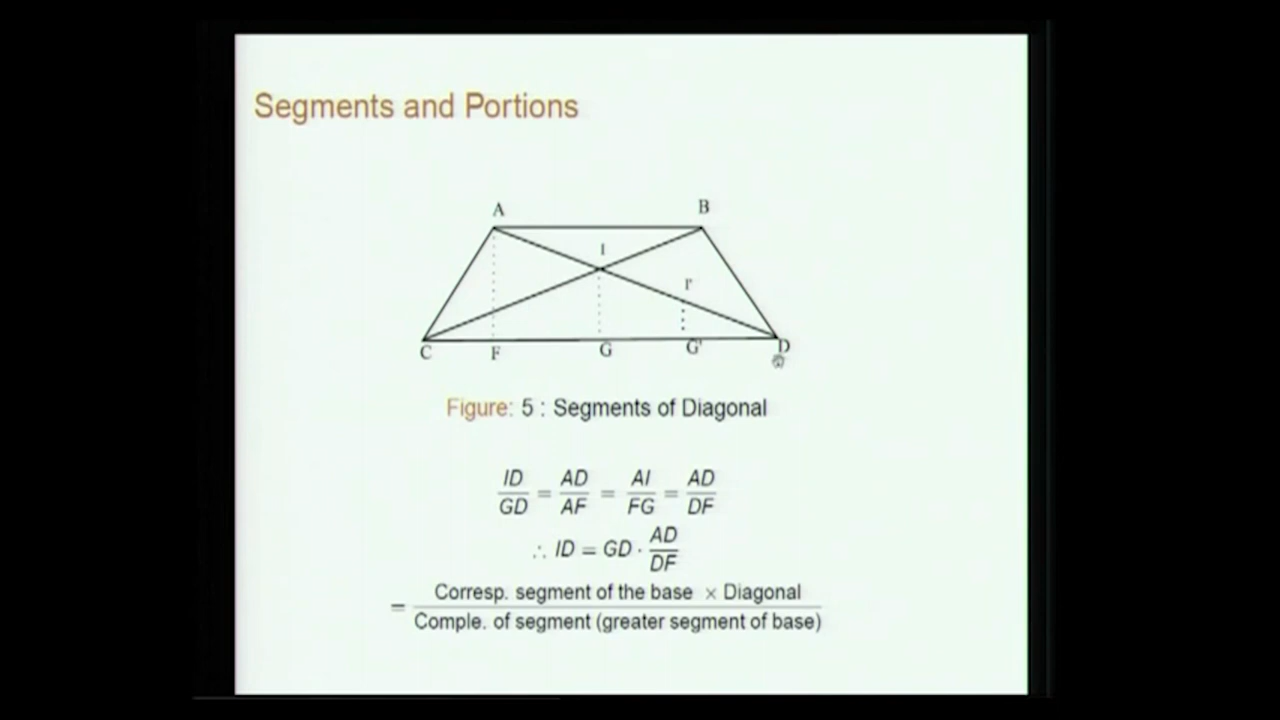 Segments and Portions
A B
I
I'
C F G G' D
Figure: 5 : Segments of Diagonal
ID/GD = AD/AF = AI/FG = AD/DF
∴ ID = GD · AD/DF
= Corresp. segment of the base × Diagonal
Comple. of segment (greater segment of base)